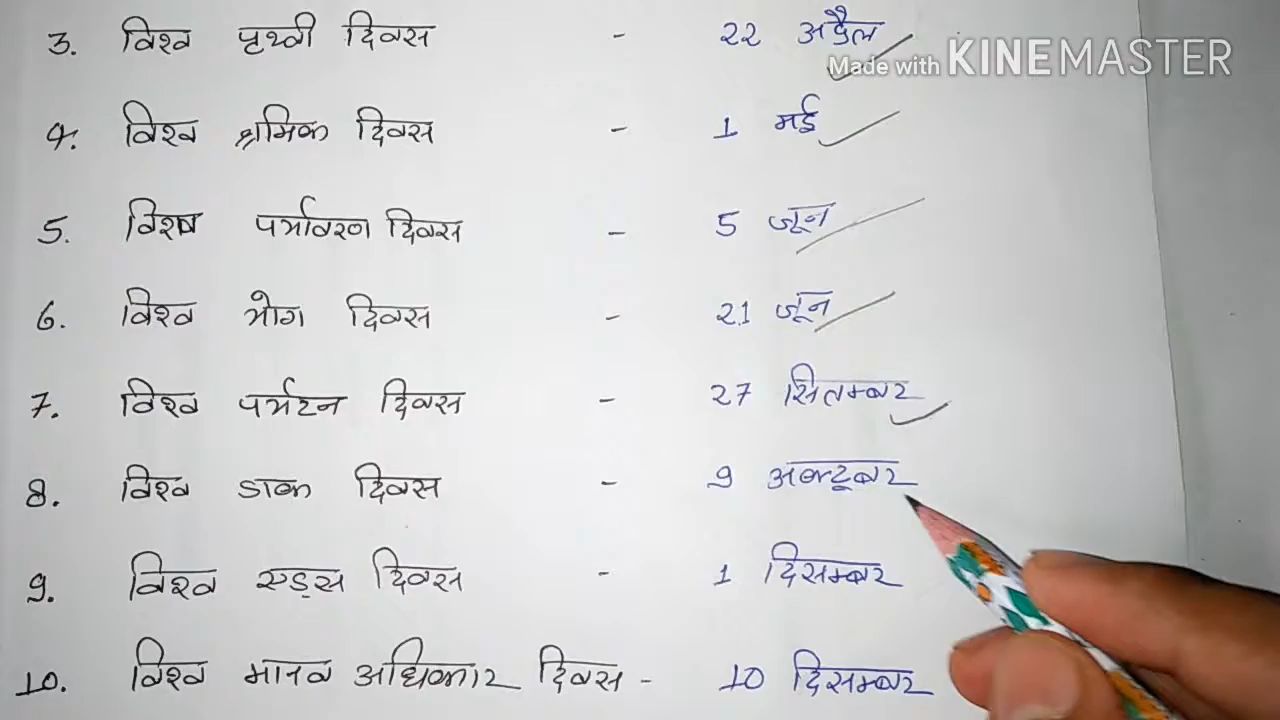 3. विश्व पृथ्वी दिवस - 22 अप्रैल
Made with KINEMASTER
4. विश्व श्रमिक दिवस - 1 मई
5. विश्व पर्यावरण दिवस - 5 जून
6. विश्व योग दिवस - 21 जून
7. विश्व पर्यटन दिवस - 27 सितम्बर
8. विश्व डाक दिवस - 9 अक्टूबर
9. विश्व एड्स दिवस - 1 दिसम्बर
10. विश्व मानव अधिकार दिवस - 10 दिसम्बर